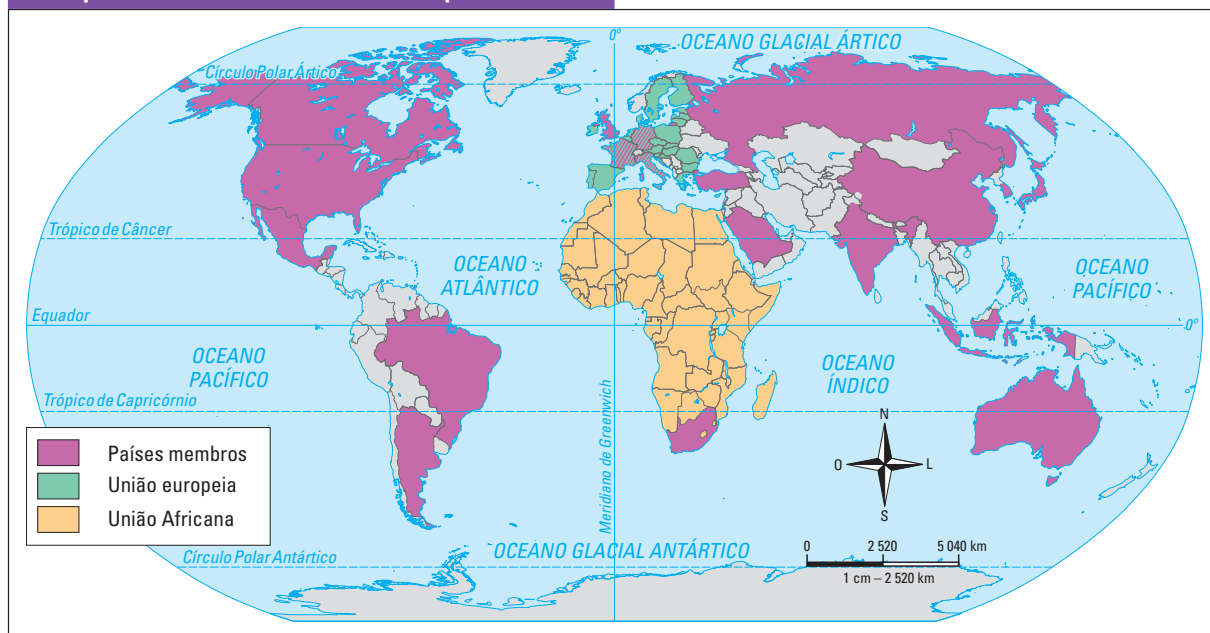 0°
OCEANO GLACIAL ÁRTICO
Círculo Polar Ártico
Trópico de Câncer
OCEANO
ATLÂNTICO
OCEANO
PACÍFICO
Equador
0°
OCEANO
PACÍFICO
OCEANO
ÍNDICO
Trópico de Capricórnio
Meridiano de Greenwich
N
O
L
S
Países membros
União europeia
União Africana
Círculo Polar Antártico
OCEANO GLACIAL ANTÁRTICO
0 2 520 5 040 km
1 cm – 2 520 km